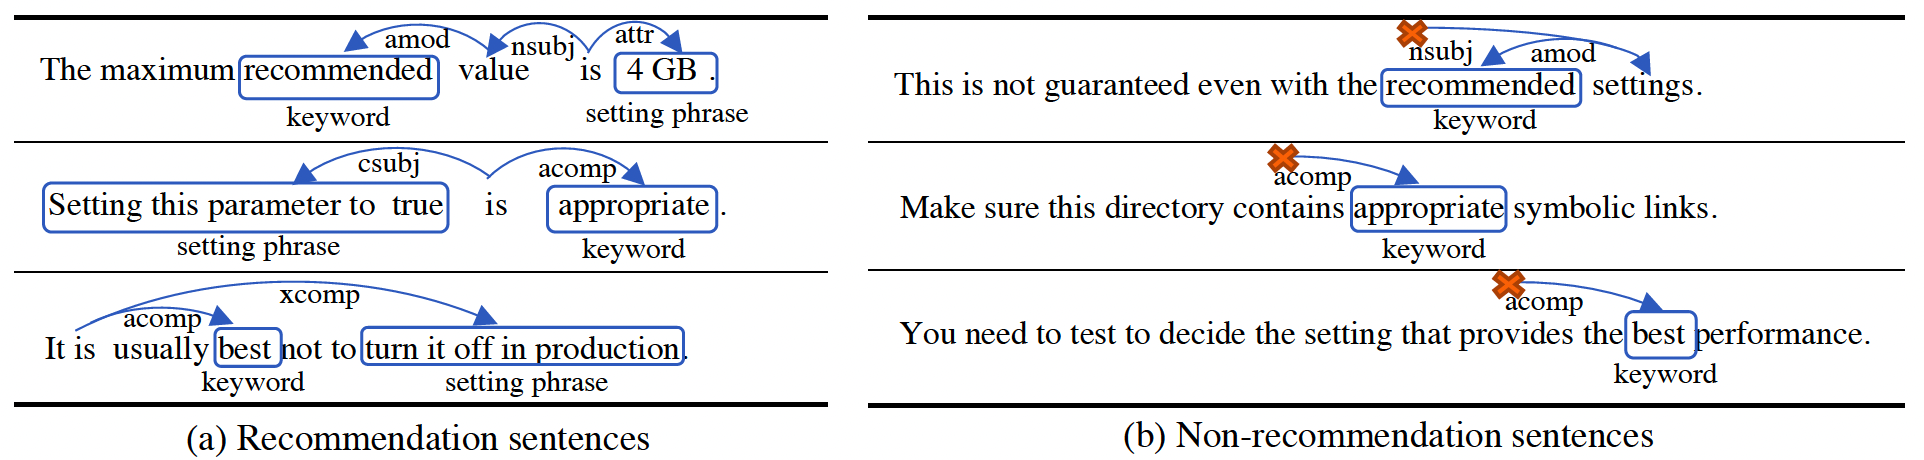 amod nsubj attr
The maximum recommended value is 4 GB .
keyword setting phrase
csubj acomp
Setting this parameter to true is appropriate .
setting phrase keyword
xcomp
acomp
It is usually best not to turn it off in production.
keyword setting phrase
(a) Recommendation sentences
nsubj amod
This is not guaranteed even with the recommended settings.
keyword
acomp
Make sure this directory contains appropriate symbolic links.
keyword
acomp
You need to test to decide the setting that provides the best performance.
keyword
(b) Non-recommendation sentences